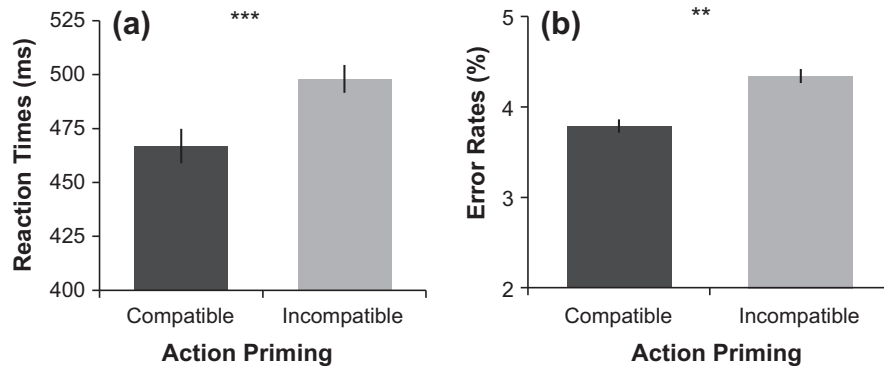 (a)
***
Reaction Times (ms)
525
500
475
450
425
400
Compatible
Incompatible
Action Priming
(b)
**
Error Rates (%)
5
4
3
2
Compatible
Incompatible
Action Priming